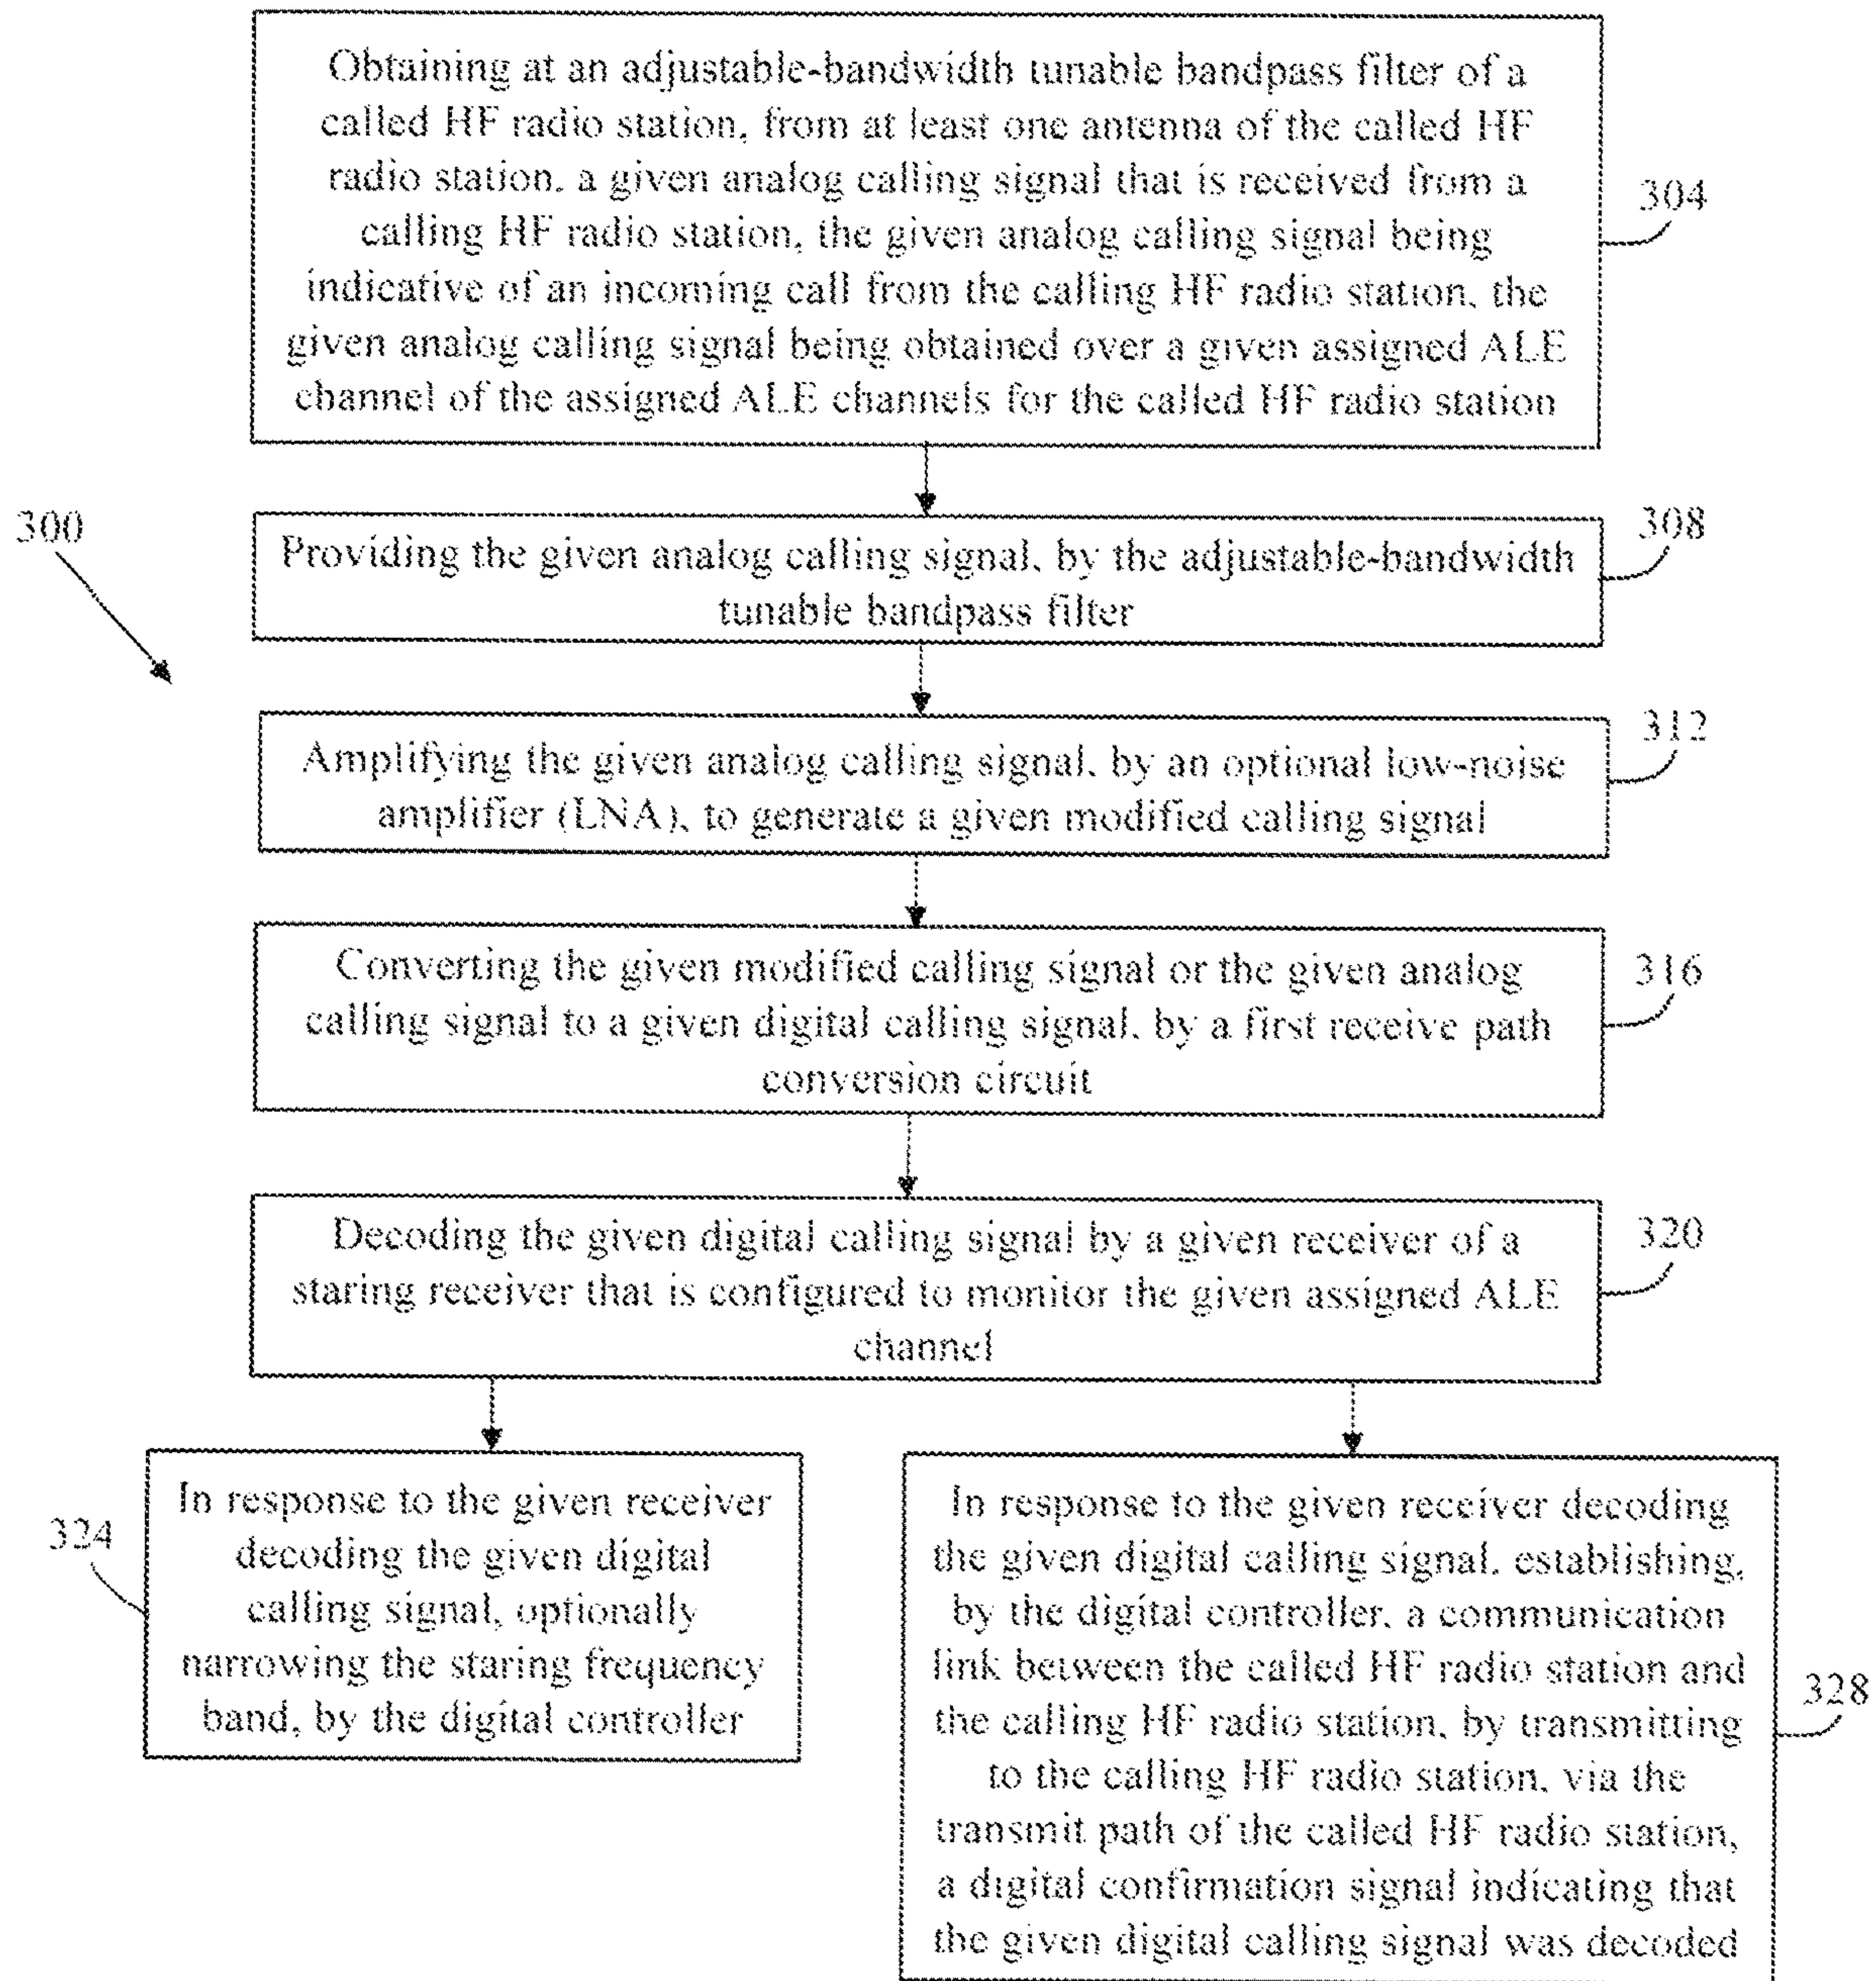 Obtaining at an adjustable-bandwidth tunable bandpass filter of a
called HF radio station, from at least one antenna of the called HF
radio station, a given analog calling signal that is received from a
calling HF radio station, the given analog calling signal being
indicative of an incoming call from the calling HF radio station, the
given analog calling signal being obtained over a given assigned ALE
channel of the assigned ALE channels for the called HF radio station
304
300
Providing the given analog calling signal, by the adjustable-bandwidth
tunable bandpass filter
308
Amplifying the given analog calling signal, by an optional low-noise
amplifier (LNA), to generate a given modified calling signal
312
Converting the given modified calling signal or the given analog
calling signal to a given digital calling signal, by a first receive path
conversion circuit
316
Decoding the given digital calling signal by a given receiver of a
staring receiver that is configured to monitor the given assigned ALE
channel
320
324
In response to the given receiver
decoding the given digital
calling signal, optionally
narrowing the staring frequency
band, by the digital controller
In response to the given receiver decoding
the given digital calling signal, establishing,
by the digital controller, a communication
link between the called HF radio station and
the calling HF radio station, by transmitting
to the calling HF radio station, via the
transmit path of the called HF radio station,
a digital confirmation signal indicating that
the given digital calling signal was decoded
328